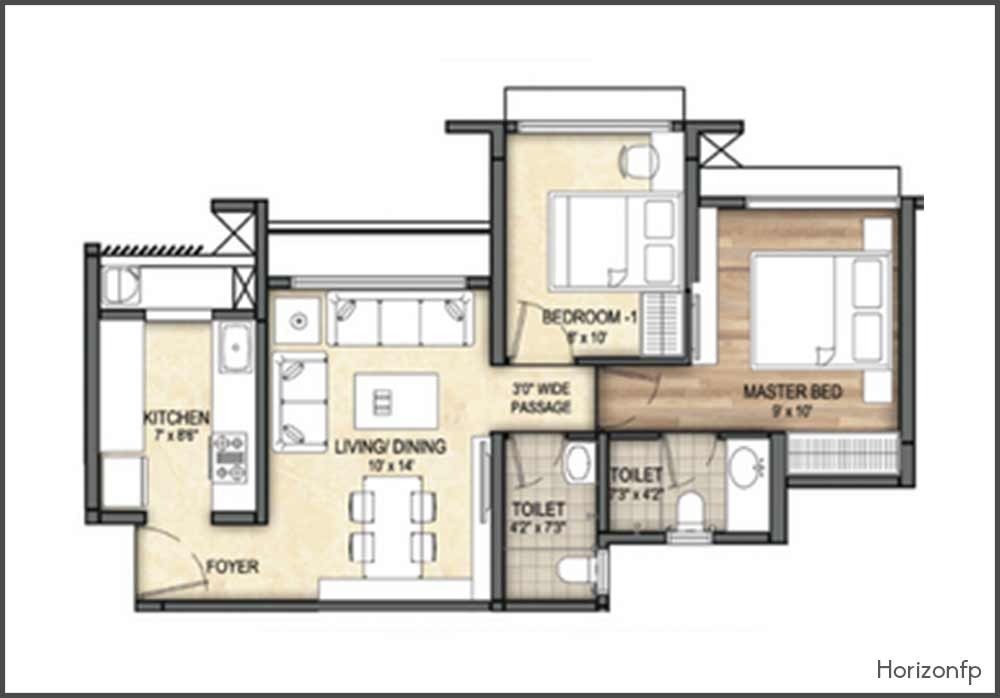 BEDROOM -1
8' x 10'
MASTER BED
9' x 10'
3'0" WIDE
PASSAGE
KITCHEN
7' x 8'6"
LIVING/ DINING
10' x 14'
TOILET
7'3" x 4'2"
TOILET
4'2" x 7'3"
FOYER
Horizonfp